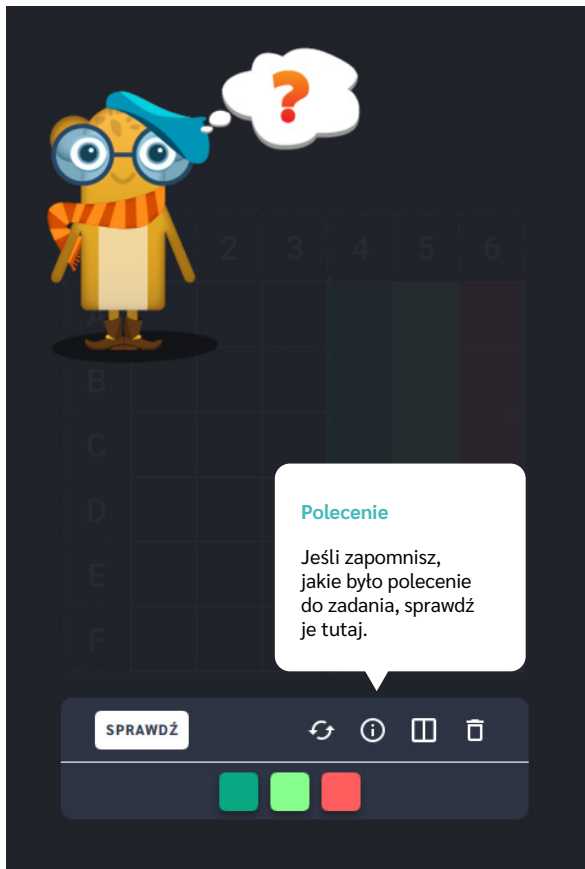 ?
2 3 4 5 6
A
B
C
D
E
F
Polecenie
Jeśli zapomnisz,
jakie było polecenie
do zadania, sprawdź
je tutaj.
SPRAWDŹ